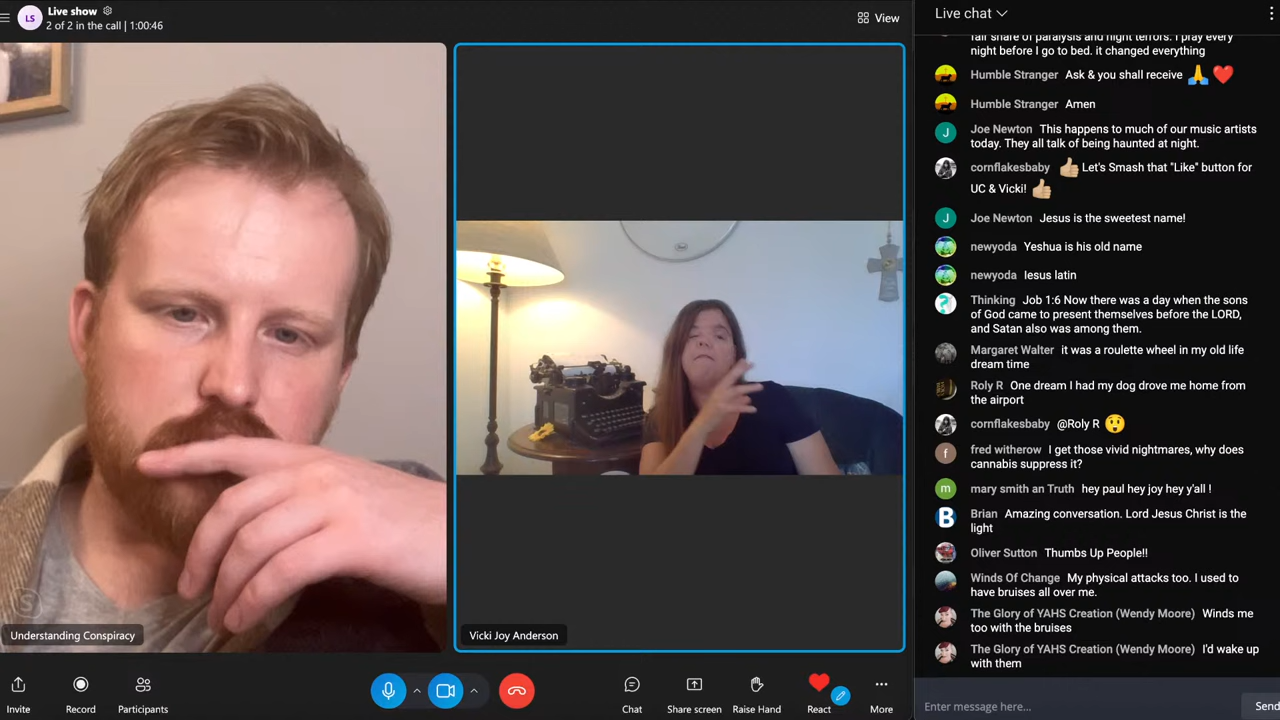 LS
Live show
2 of 2 in the call | 1:00:46
View
Understanding Conspiracy
Vicki Joy Anderson
Invite
Record
Participants
Chat
Share screen
Raise Hand
React
More
Live chat
fair share of paralysis and night terrors. I pray every
night before I go to bed. it changed everything
Humble Stranger Ask & you shall receive 🙏 ❤️
Humble Stranger Amen
J
Joe Newton This happens to much of our music artists
today. They all talk of being haunted at night.
cornflakesbaby 👍🏼 Let's Smash that "Like" button for
UC & Vicki! 👍🏼
J
Joe Newton Jesus is the sweetest name!
newyoda Yeshua is his old name
newyoda Iesus latin
Thinking Job 1:6 Now there was a day when the sons
of God came to present themselves before the LORD,
and Satan also was among them.
Margaret Walter it was a roulette wheel in my old life
dream time
Roly R One dream I had my dog drove me home from
the airport
cornflakesbaby @Roly R 😲
f
fred witherow I get those vivid nightmares, why does
cannabis suppress it?
m
mary smith an Truth hey paul hey joy hey y'all !
B
Brian Amazing conversation. Lord Jesus Christ is the
light
Oliver Sutton Thumbs Up People!!
Winds Of Change My physical attacks too. I used to
have bruises all over me.
The Glory of YAHS Creation (Wendy Moore) Winds me
too with the bruises
The Glory of YAHS Creation (Wendy Moore) I'd wake up
with them
Enter message here...
Send